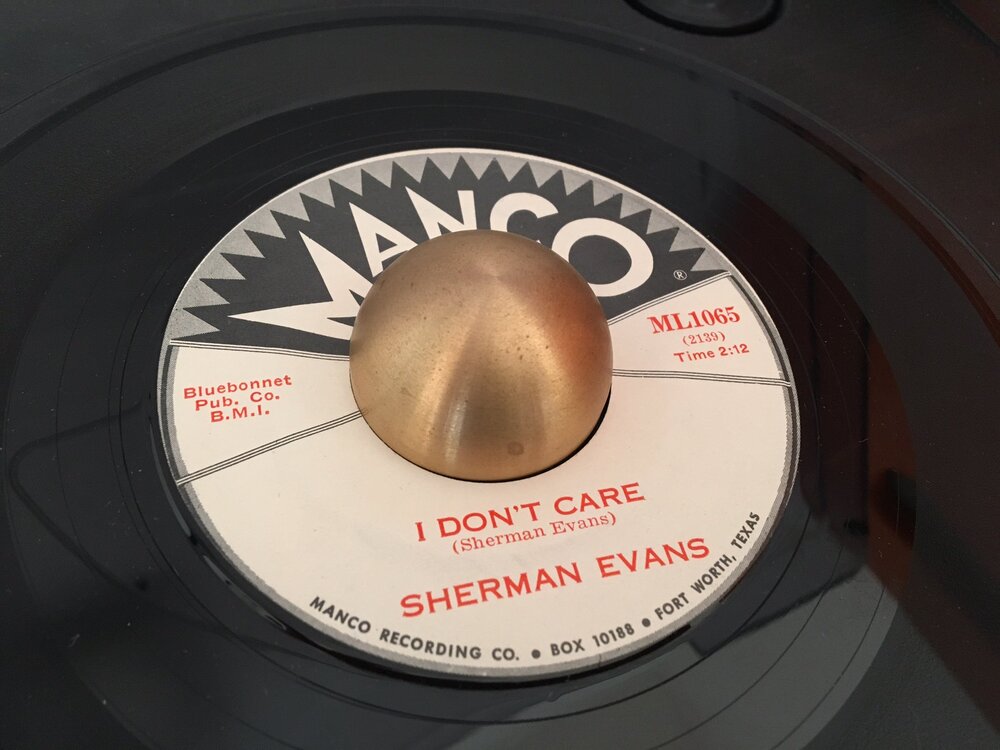 MANCO
®
ML1065
(2139)
Time 2:12
Bluebonnet
Pub. Co.
B.M.I.
I DON'T CARE
(Sherman Evans)
SHERMAN EVANS
MANCO RECORDING CO. ● BOX 10188 ● FORT WORTH, TEXAS